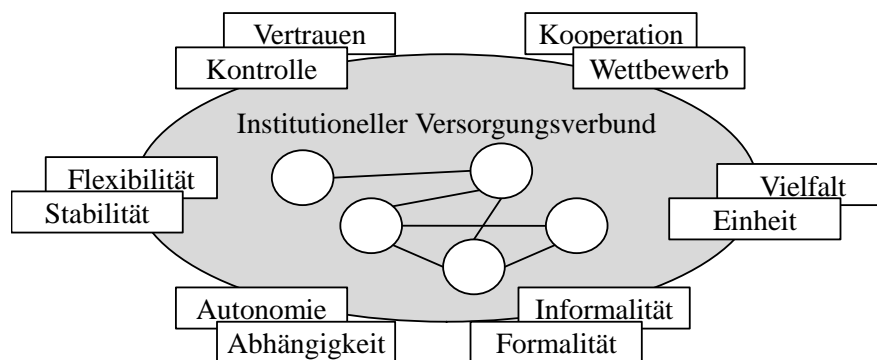 Vertrauen
Kontrolle
Kooperation
Wettbewerb
Institutioneller Versorgungsverbund
Flexibilität
Stabilität
Vielfalt
Einheit
Autonomie
Abhängigkeit
Informalität
Formalität